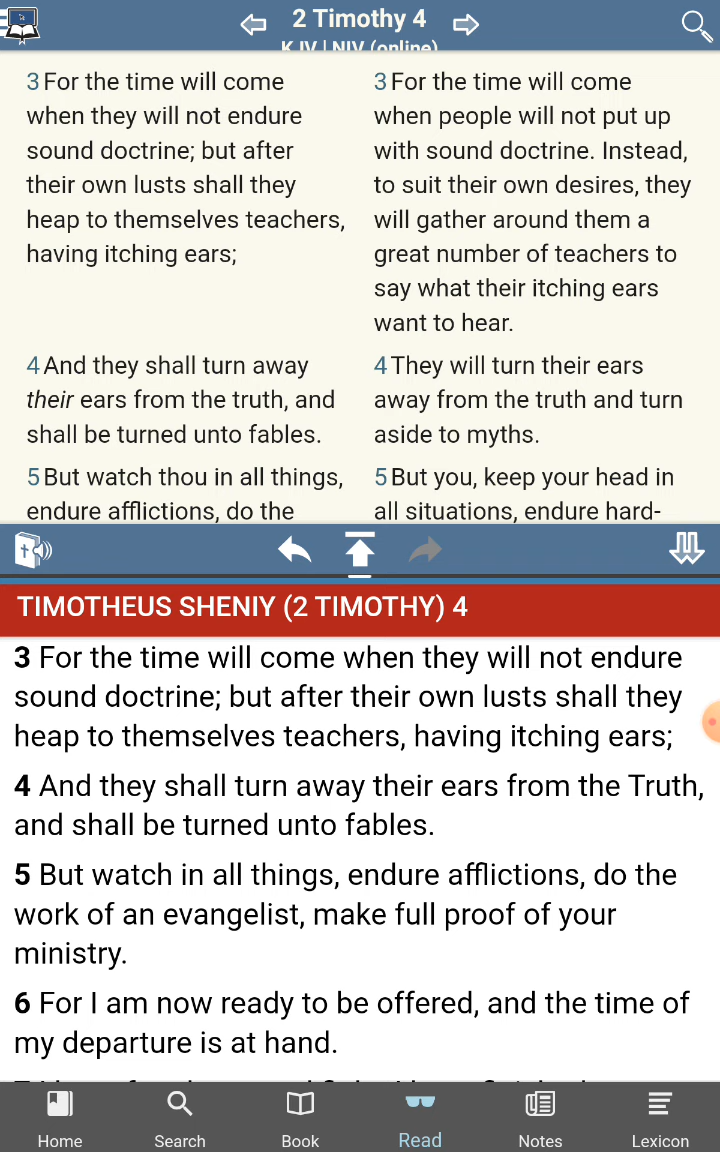 2 Timothy 4
KJV | NIV (online)
3 For the time will come
when they will not endure
sound doctrine; but after
their own lusts shall they
heap to themselves teachers,
having itching ears;
4 And they shall turn away
their ears from the truth, and
shall be turned unto fables.
5 But watch thou in all things,
endure afflictions, do the
3 For the time will come
when people will not put up
with sound doctrine. Instead,
to suit their own desires, they
will gather around them a
great number of teachers to
say what their itching ears
want to hear.
4 They will turn their ears
away from the truth and turn
aside to myths.
5 But you, keep your head in
all situations, endure hard-
TIMOTHEUS SHENIY (2 TIMOTHY) 4
3 For the time will come when they will not endure
sound doctrine; but after their own lusts shall they
heap to themselves teachers, having itching ears;
4 And they shall turn away their ears from the Truth,
and shall be turned unto fables.
5 But watch in all things, endure afflictions, do the
work of an evangelist, make full proof of your
ministry.
6 For I am now ready to be offered, and the time of
my departure is at hand.
Home Search Book Read Notes Lexicon